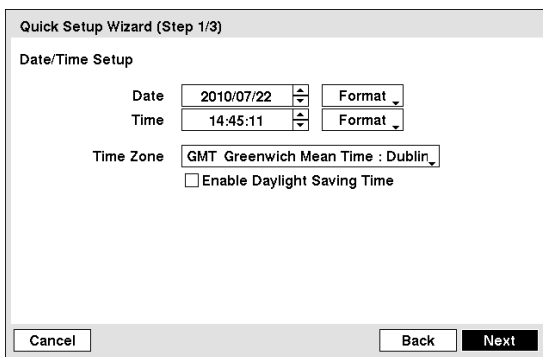 Quick Setup Wizard (Step 1/3)
Date/Time Setup
Date 2010/07/22 Format
Time 14:45:11 Format
Time Zone GMT Greenwich Mean Time : Dublin
Enable Daylight Saving Time
Cancel Back Next